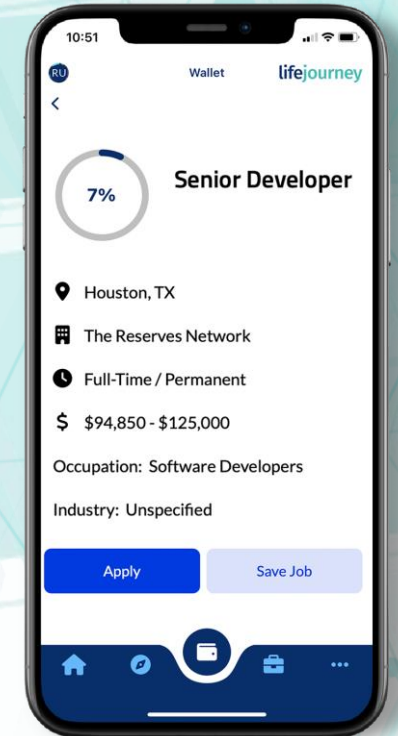 10:51
RU
Wallet
lifejourney
7%
Senior Developer
Houston, TX
The Reserves Network
Full-Time / Permanent
$ $94,850 - $125,000
Occupation: Software Developers
Industry: Unspecified
Apply
Save Job